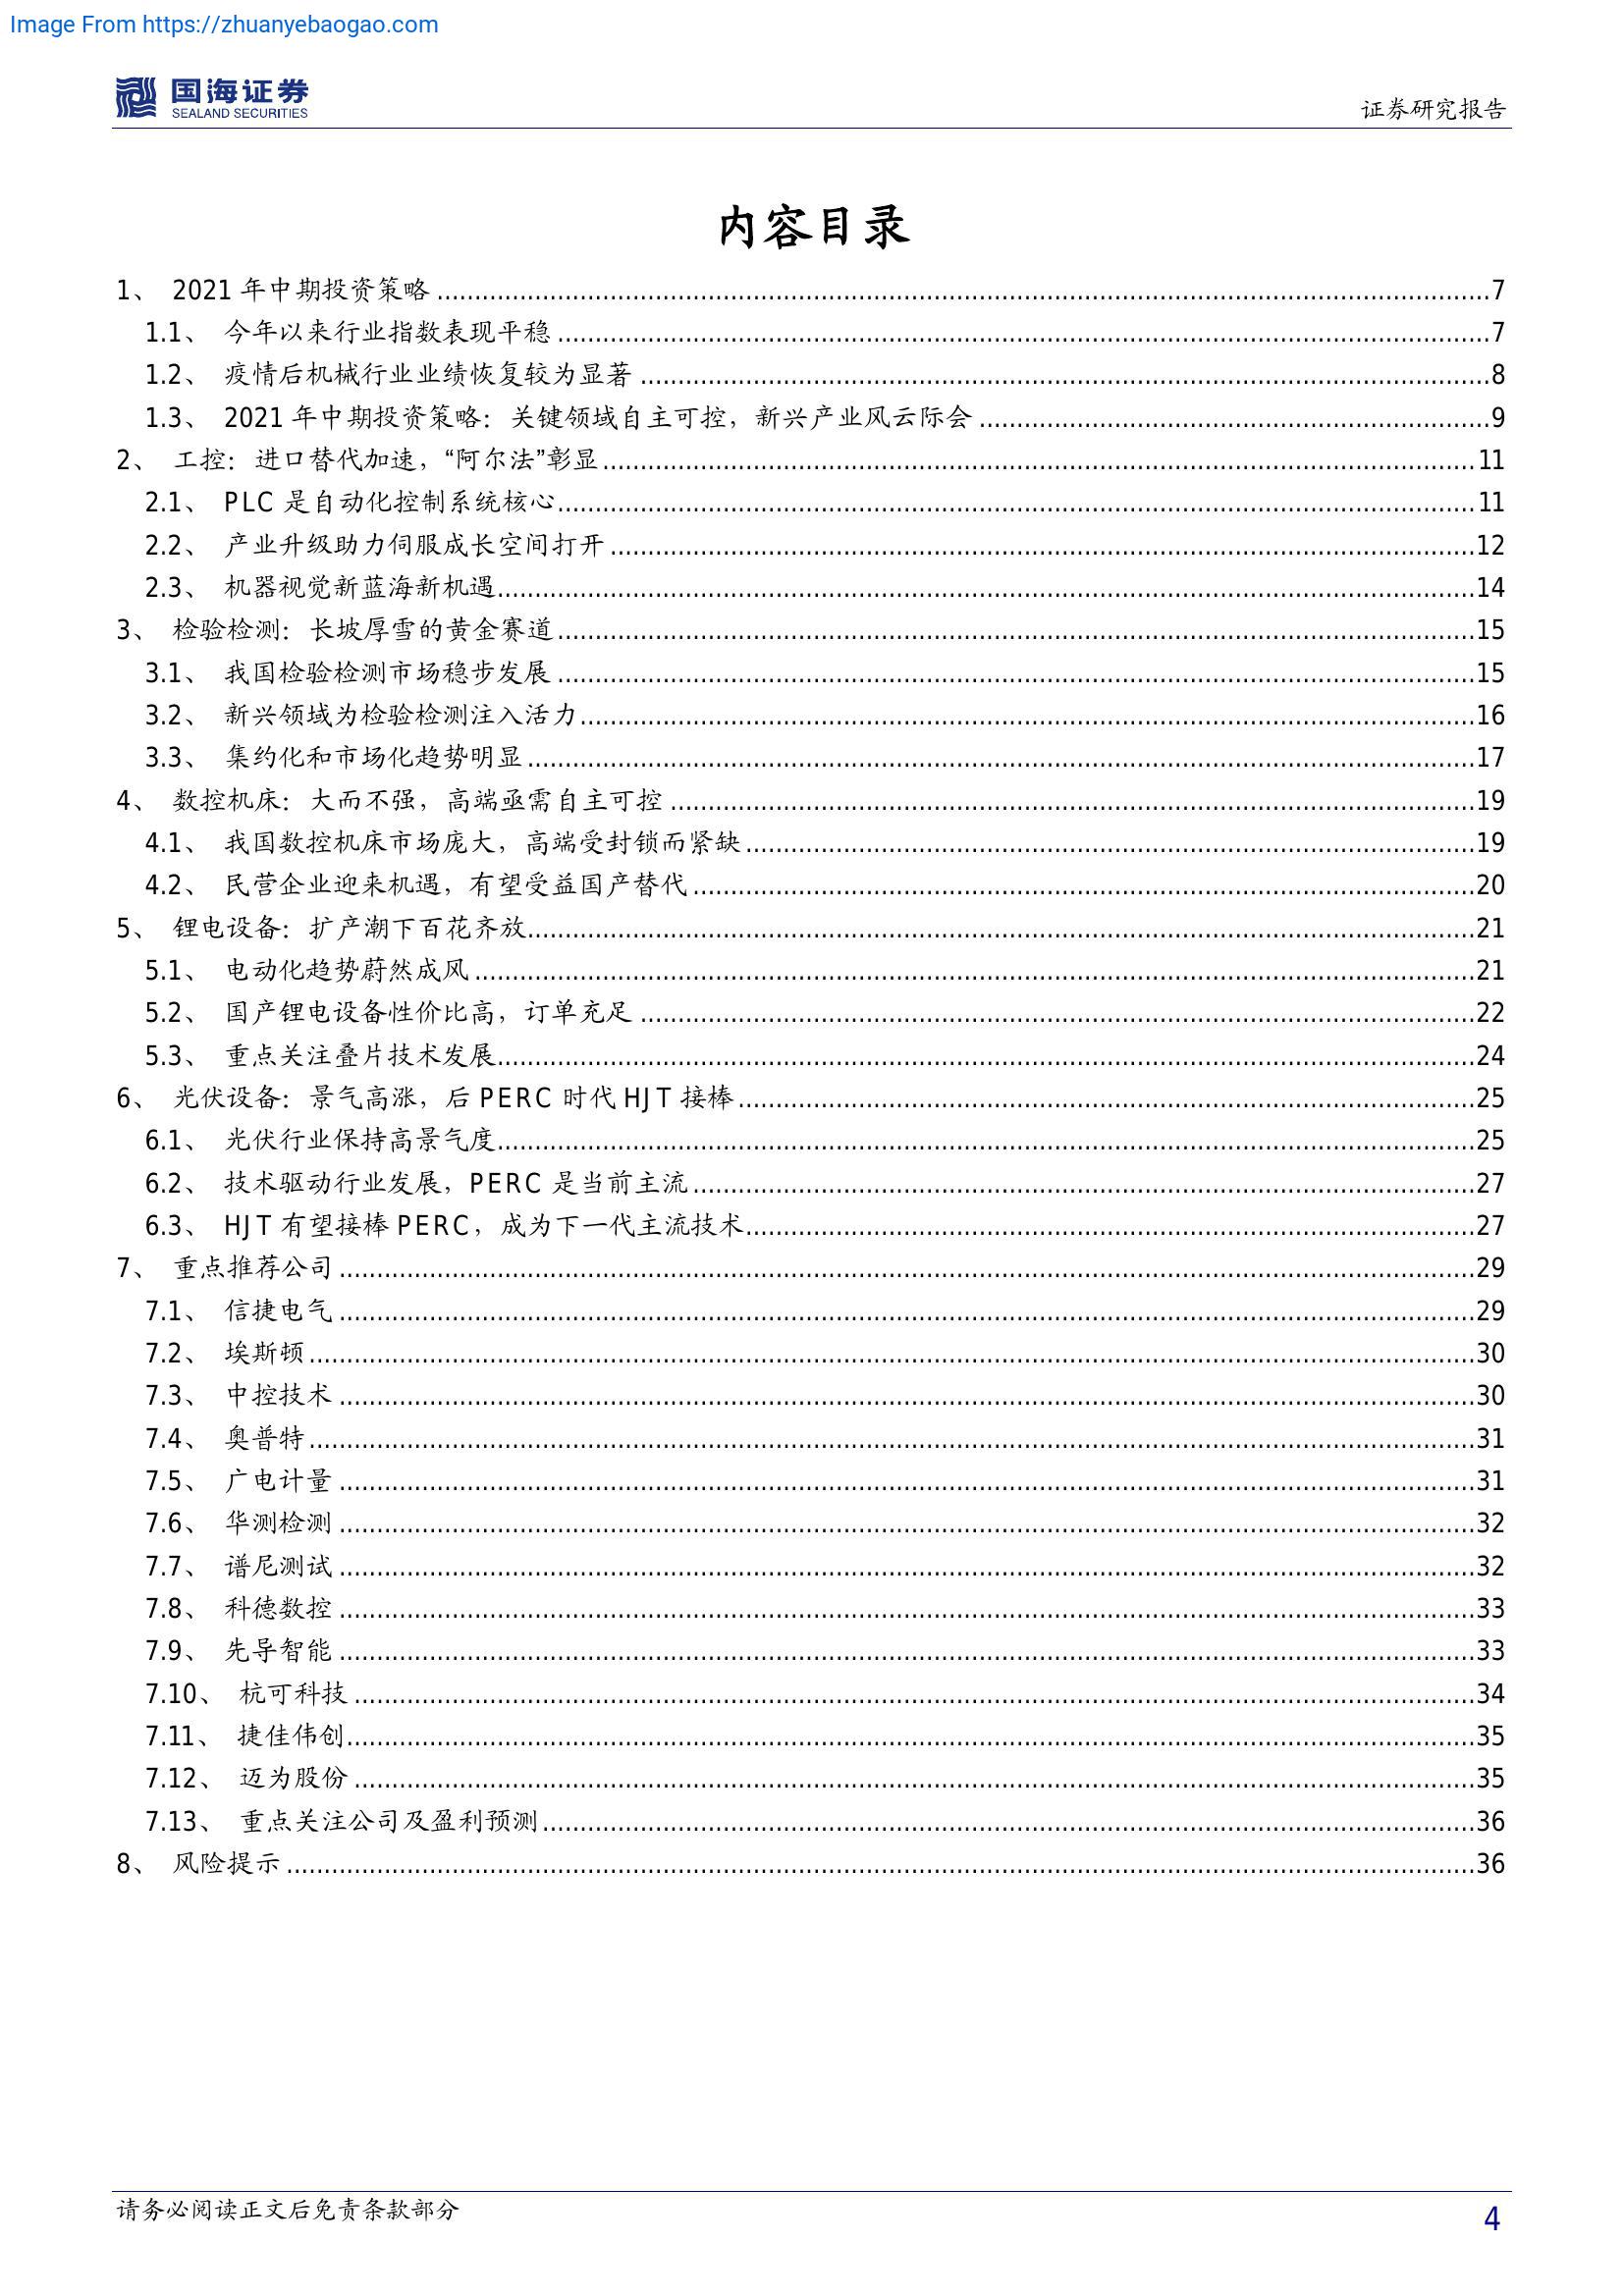 Image From https://zhuanyebaogao.com
国海证券
SEALAND SECURITIES
证券研究报告
内容目录
1、 2021 年中期投资策略 ........ 7
1.1、 今年以来行业指数表现平稳 ........ 7
1.2、 疫情后机械行业业绩恢复较为显著 ........ 8
1.3、 2021 年中期投资策略：关键领域自主可控，新兴产业风云际会 ........ 9
2、 工控：进口替代加速，“阿尔法”彰显 ........ 11
2.1、 PLC 是自动化控制系统核心 ........ 11
2.2、 产业升级助力伺服成长空间打开 ........ 12
2.3、 机器视觉新蓝海新机遇 ........ 14
3、 检验检测：长坡厚雪的黄金赛道 ........ 15
3.1、 我国检验检测市场稳步发展 ........ 15
3.2、 新兴领域为检验检测注入活力 ........ 16
3.3、 集约化和市场化趋势明显 ........ 17
4、 数控机床：大而不强，高端亟需自主可控 ........ 19
4.1、 我国数控机床市场庞大，高端受封锁而紧缺 ........ 19
4.2、 民营企业迎来机遇，有望受益国产替代 ........ 20
5、 锂电设备：扩产潮下百花齐放 ........ 21
5.1、 电动化趋势蔚然成风 ........ 21
5.2、 国产锂电设备性价比高，订单充足 ........ 22
5.3、 重点关注叠片技术发展 ........ 24
6、 光伏设备：景气高涨，后 PERC 时代 HJT 接棒 ........ 25
6.1、 光伏行业保持高景气度 ........ 25
6.2、 技术驱动行业发展，PERC 是当前主流 ........ 27
6.3、 HJT 有望接棒 PERC，成为下一代主流技术 ........ 27
7、 重点推荐公司 ........ 29
7.1、 信捷电气 ........ 29
7.2、 埃斯顿 ........ 30
7.3、 中控技术 ........ 30
7.4、 奥普特 ........ 31
7.5、 广电计量 ........ 31
7.6、 华测检测 ........ 32
7.7、 谱尼测试 ........ 32
7.8、 科德数控 ........ 33
7.9、 先导智能 ........ 33
7.10、 杭可科技 ........ 34
7.11、 捷佳伟创 ........ 35
7.12、 迈为股份 ........ 35
7.13、 重点关注公司及盈利预测 ........ 36
8、 风险提示 ........ 36
请务必阅读正文后免责条款部分
4